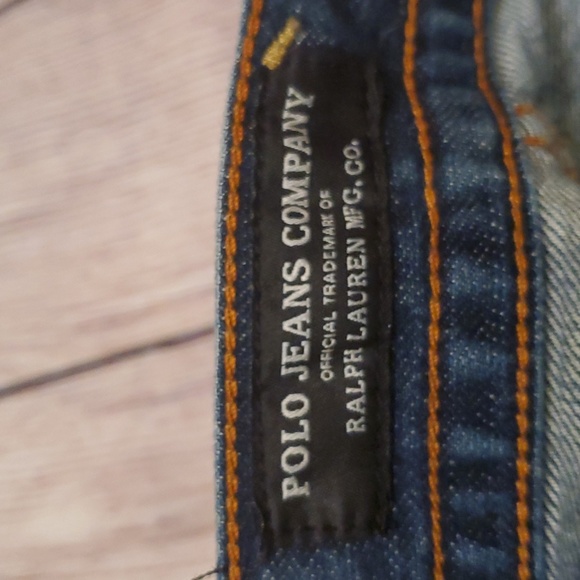 POLO JEANS COMPANY
OFFICIAL TRADEMARK OF
RALPH LAUREN MFG. CO.